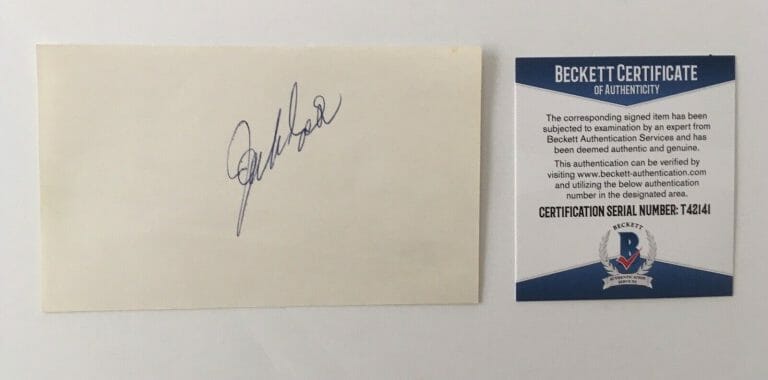 BECKETT CERTIFICATE
OF AUTHENTICITY
The corresponding signed item has been
subjected to examination by an expert from
Beckett Authentication Services and has
been deemed authentic and genuine.
This authentication can be verified by
visiting www.beckett-authentication.com
and utilizing the below authentication
number in the designated area.
CERTIFICATION SERIAL NUMBER: T42141
BECKETT
B
AUTHENTICATION
SERVICES